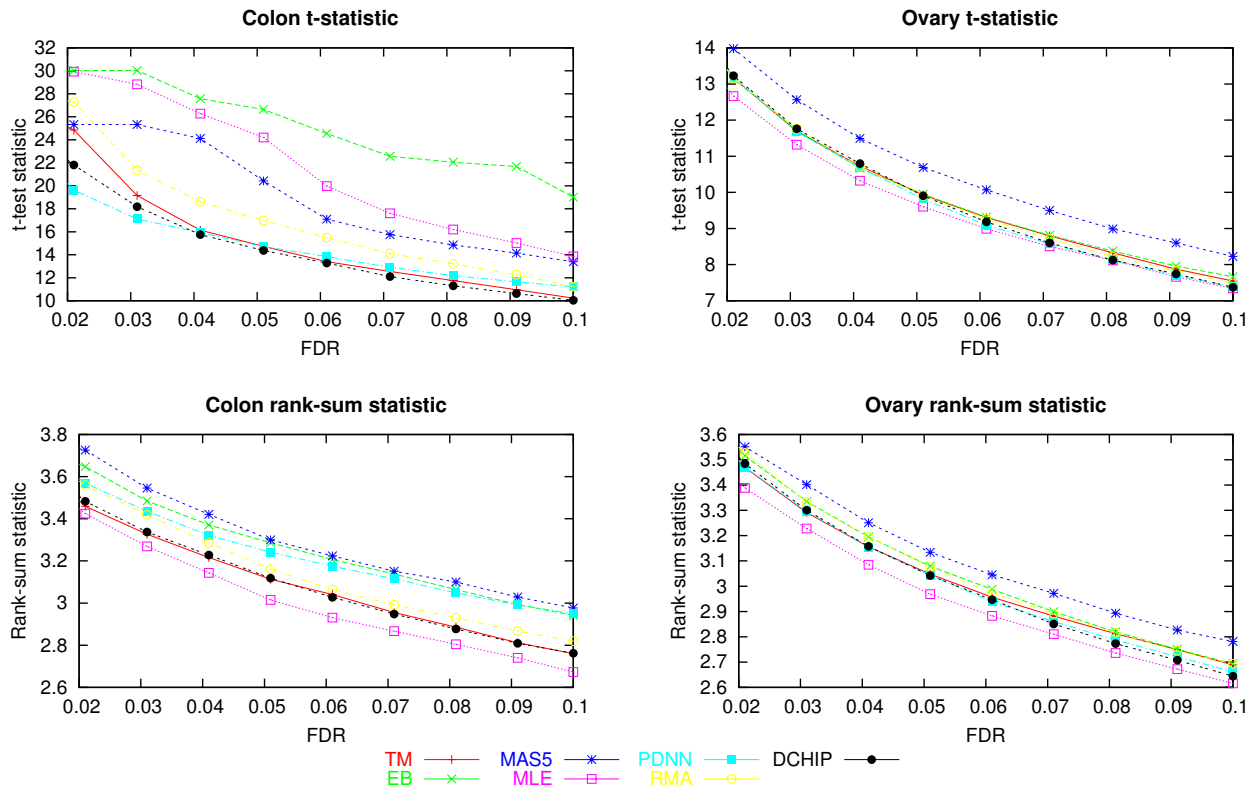 Colon t-statistic
32
30
28
26
24
22
20
18
16
14
12
10
t-test statistic
0.02 0.03 0.04 0.05 0.06 0.07 0.08 0.09 0.1
FDR
Ovary t-statistic
14
13
12
11
10
9
8
7
t-test statistic
0.02 0.03 0.04 0.05 0.06 0.07 0.08 0.09 0.1
FDR
Colon rank-sum statistic
3.8
3.6
3.4
3.2
3
2.8
2.6
Rank-sum statistic
0.02 0.03 0.04 0.05 0.06 0.07 0.08 0.09 0.1
FDR
Ovary rank-sum statistic
3.6
3.5
3.4
3.3
3.2
3.1
3
2.9
2.8
2.7
2.6
Rank-sum statistic
0.02 0.03 0.04 0.05 0.06 0.07 0.08 0.09 0.1
FDR
TM MAS5 PDNN DCHIP
EB MLE RMA